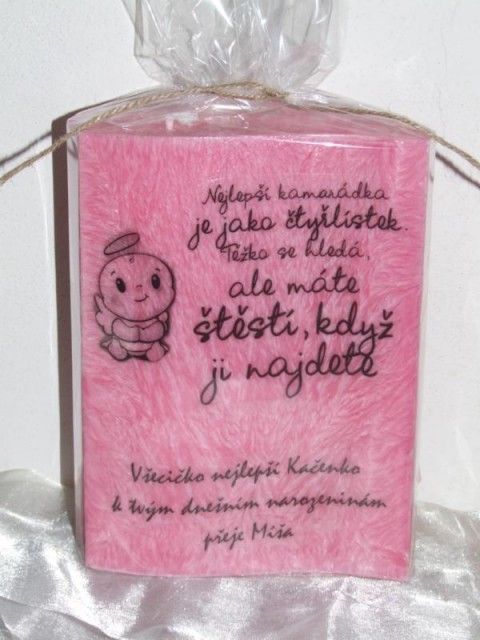 Nejlepší kamarádka
je jako čtyřlístek.
Těžko se hledá,
ale máte
štěstí, když
ji najdete
Všecičko nejlepší Kačenko
k tvým dnešním narozeninám
přeje Míša